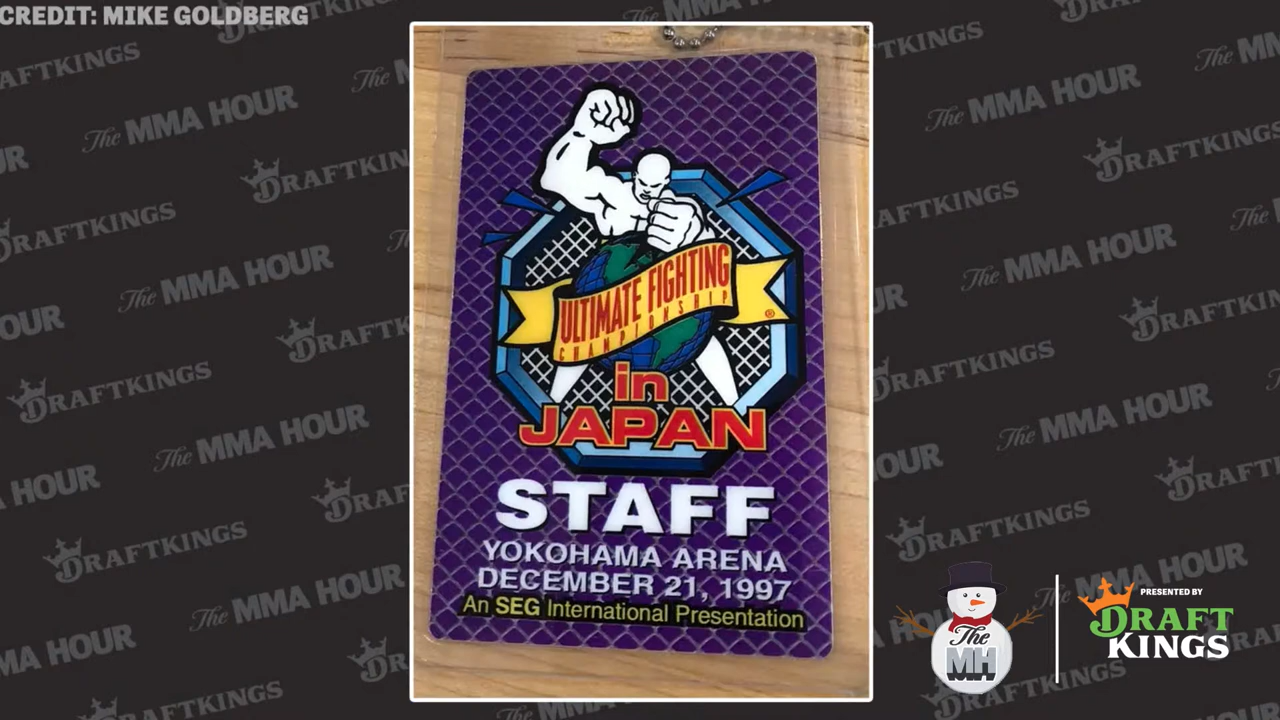 CREDIT: MIKE GOLDBERG
ULTIMATE FIGHTING
CHAMPIONSHIP
®
in
JAPAN
STAFF
YOKOHAMA ARENA
DECEMBER 21, 1997
An SEG International Presentation
The MH
PRESENTED BY
DRAFT
KINGS
The MMA HOUR
DRAFTKINGS